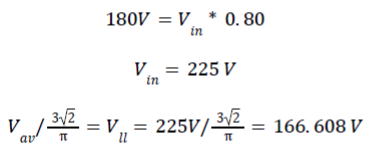 180V = V_in * 0.80
V_in = 225 V
V_av / 3√2/π = V_ll = 225V / 3√2/π = 166.608 V